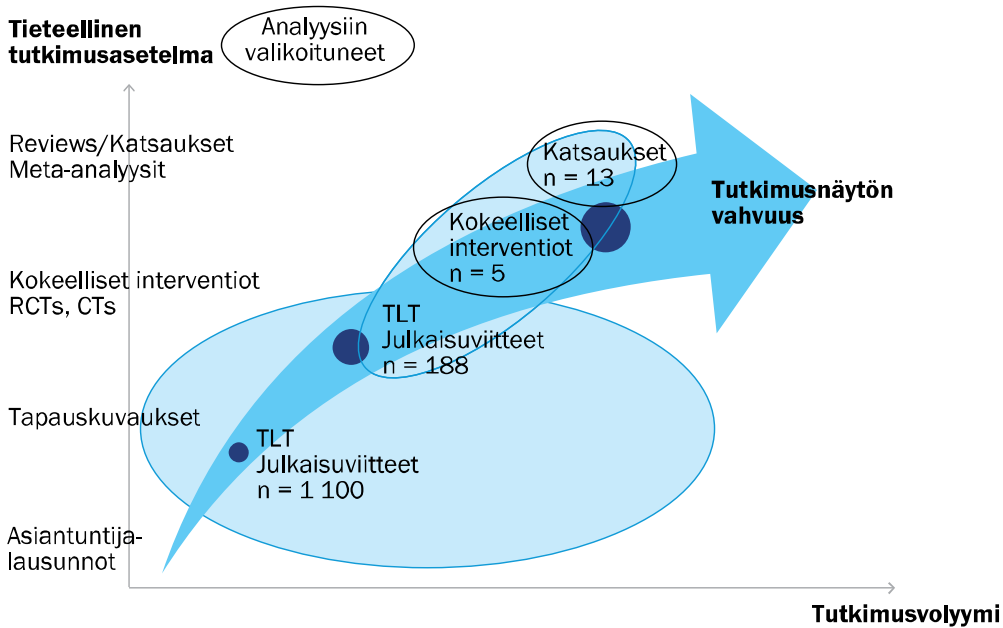 Tieteellinen
tutkimusasetelma
Analyysiin
valikoituneet
Reviews/Katsaukset
Meta-analyysit
Katsaukset
n = 13
Tutkimusnäytön
vahvuus
Kokeelliset
interventiot
n = 5
Kokeelliset interventiot
RCTs, CTs
TLT
Julkaisuviitteet
n = 188
Tapauskuvaukset
TLT
Julkaisuviitteet
n = 1 100
Asiantuntija-
lausunnot
Tutkimusvolyymi